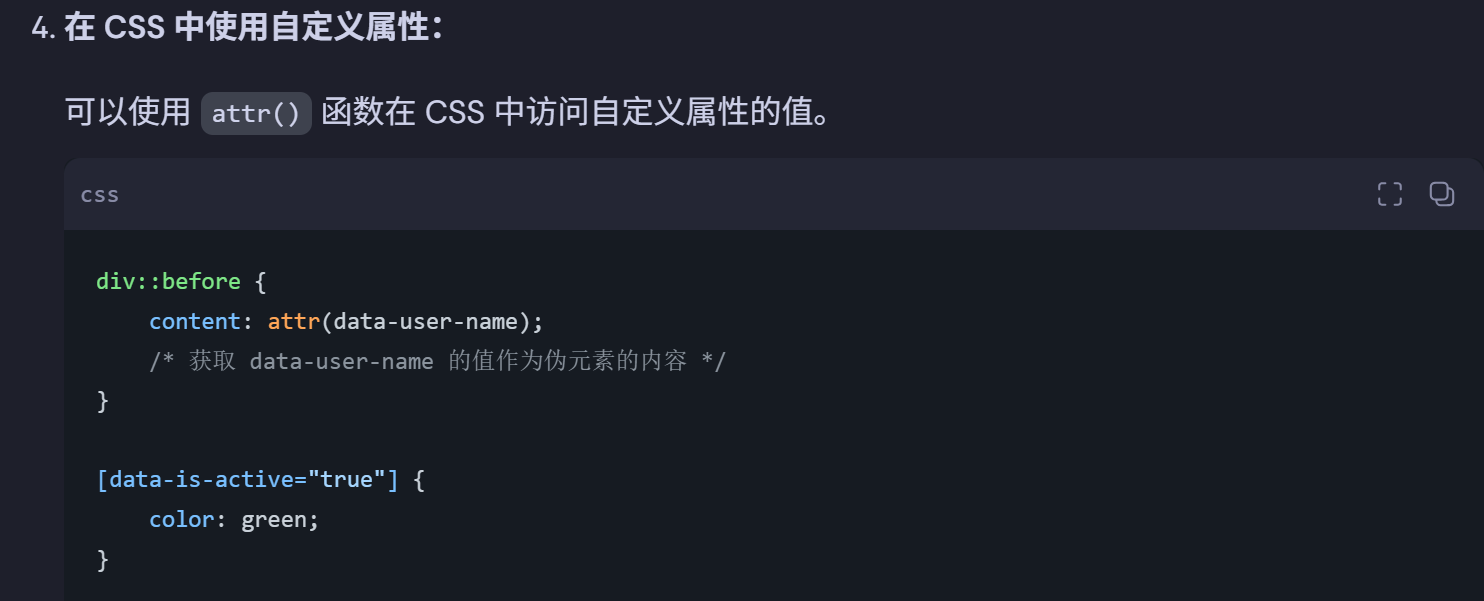 4. 在 CSS 中使用自定义属性：
可以使用 attr() 函数在 CSS 中访问自定义属性的值。
css
div::before {
    content: attr(data-user-name);
    /* 获取 data-user-name 的值作为伪元素的内容 */
}

[data-is-active="true"] {
    color: green;
}